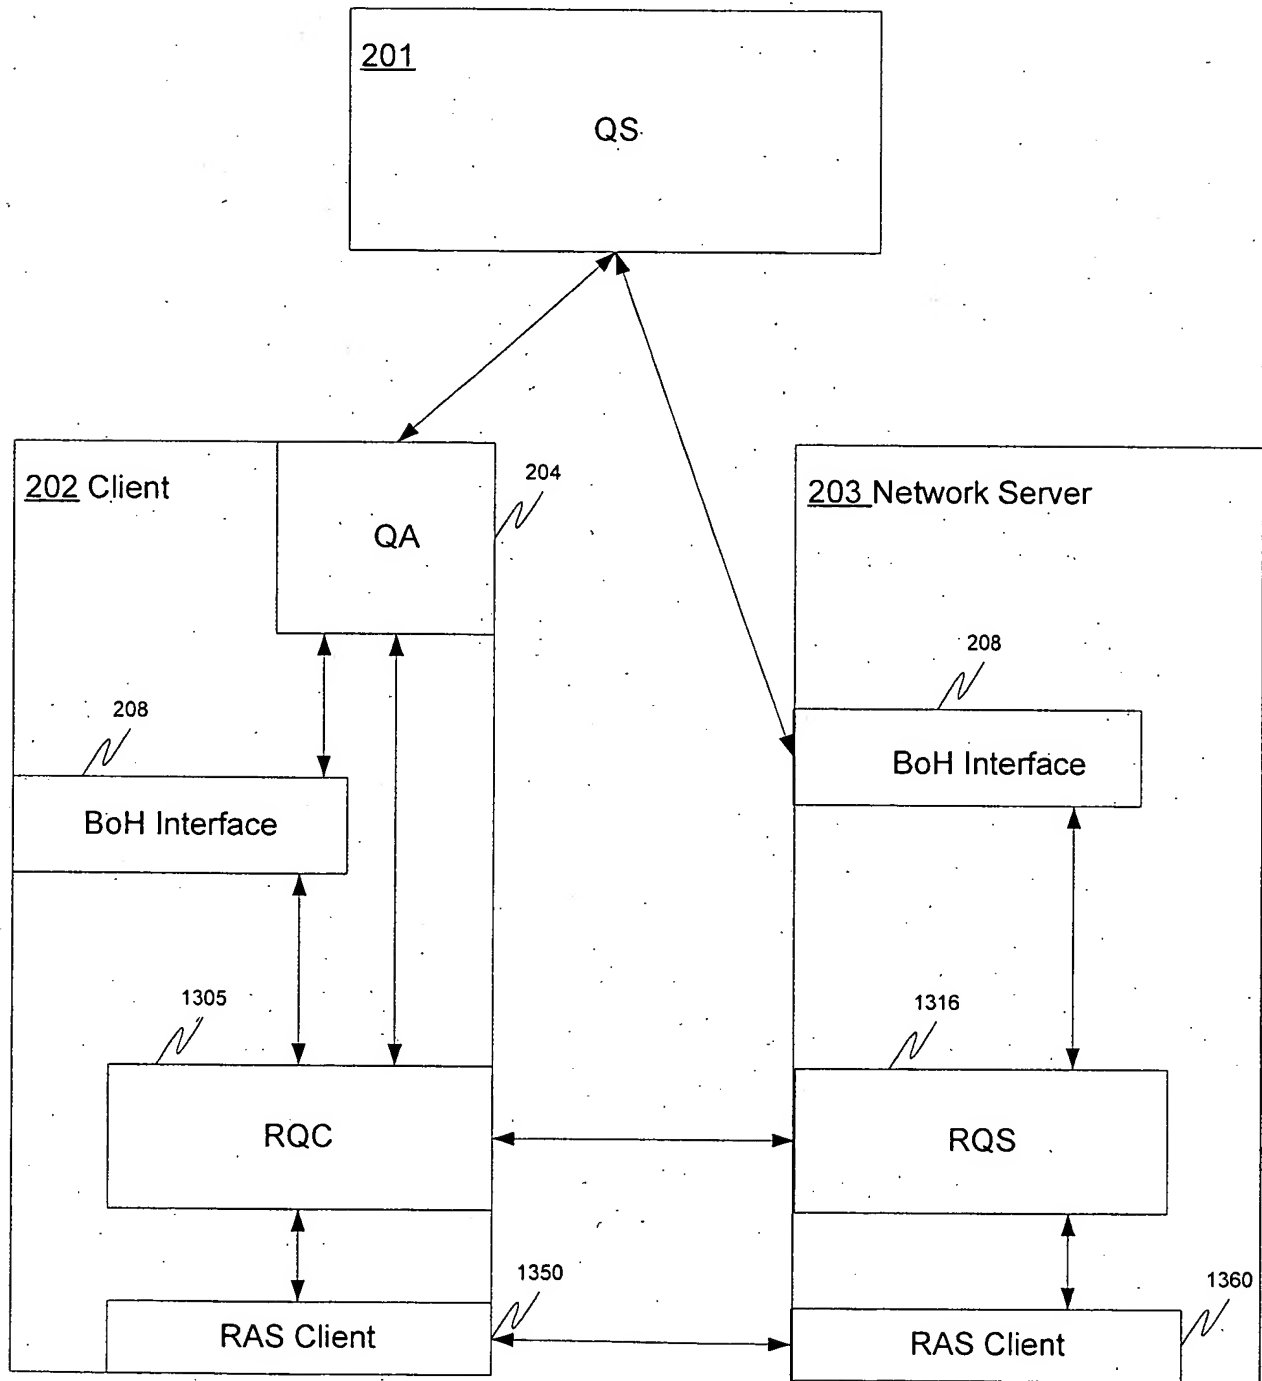 201
QS
202 Client
204
QA
203 Network Server
208
BoH Interface
208
BoH Interface
1305
RQC
1316
RQS
1350
RAS Client
1360
RAS Client